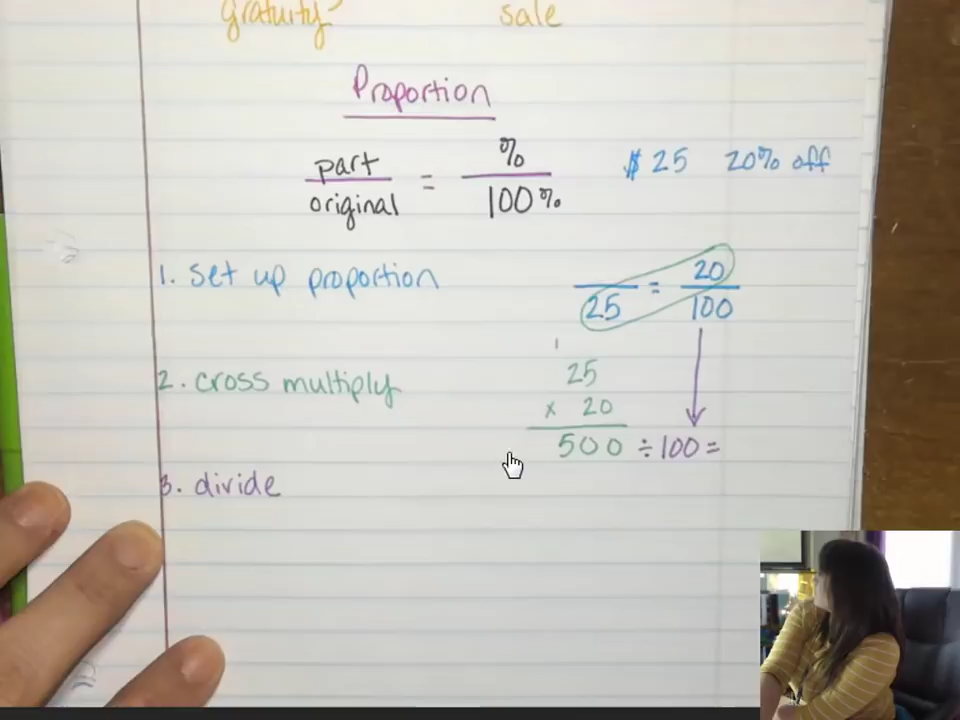 gratuity sale
Proportion
part % $25 20% off
original = 100%
1. set up proportion 20
25 = 100
1
25
2. cross multiply x 20
500 ÷ 100 =
3. divide